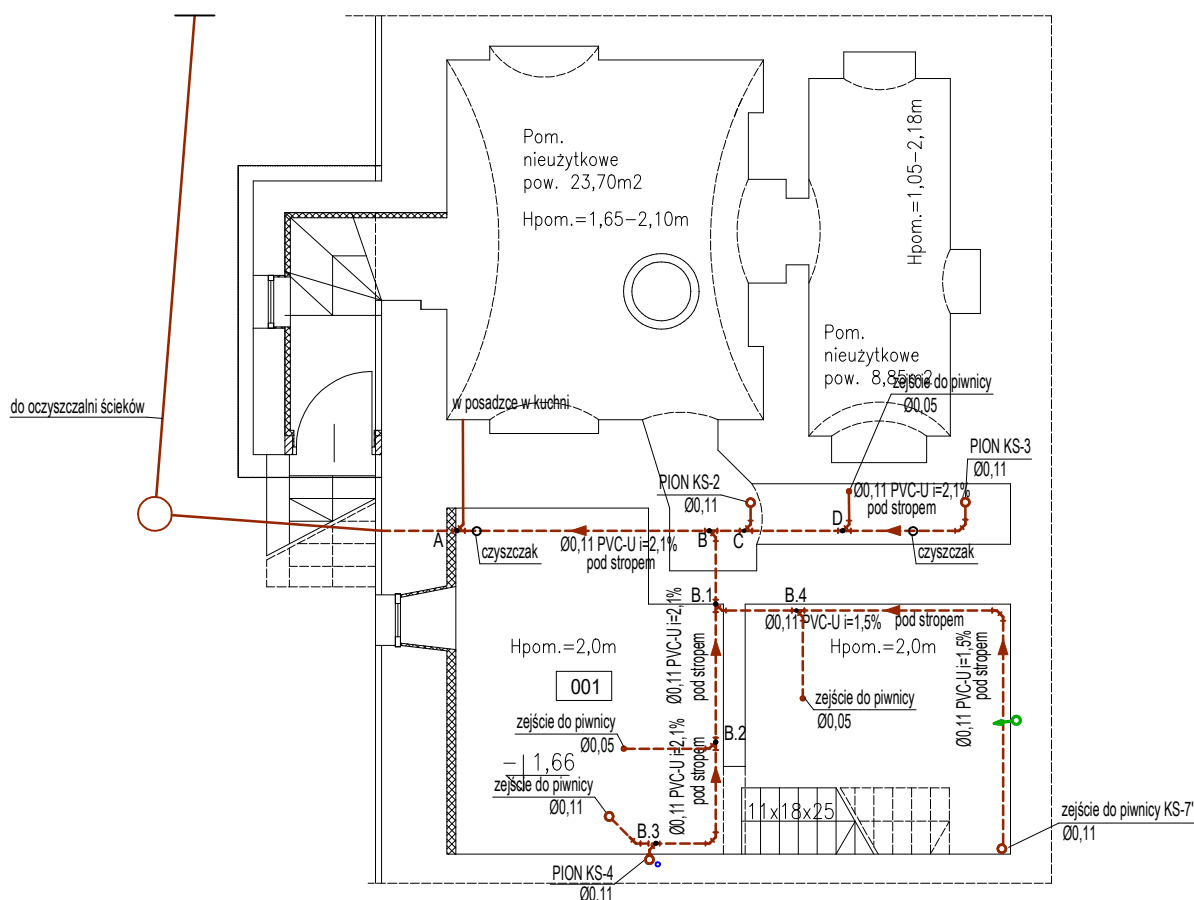 Pom.
nieużytkowe
pow. 23,70m2
Hpom.=1,65-2,10m
Hpom.=1,05-2,18m
Pom.
nieużytkowe
pow. 8,85m2
zejście do piwnicy
Ø0,05
do oczyszczalni ścieków
w posadzce w kuchni
PION KS-3
Ø0,11
PION KS-2
Ø0,11
Ø0,11 PVC-U i=2,1%
pod stropem
A
czyszczak
Ø0,11 PVC-U i=2,1%
pod stropem
B
C
D
czyszczak
B.1
B.4
Ø0,11 PVC-U i=1,5%
pod stropem
Hpom.=2,0m
001
Ø0,11 PVC-U i=2,1%
pod stropem
Hpom.=2,0m
Ø0,11 PVC-U i=1,5%
pod stropem
zejście do piwnicy
Ø0,05
zejście do piwnicy
Ø0,05
B.2
- 1,66
zejście do piwnicy
Ø0,11
Ø0,11 PVC-U i=2,1%
pod stropem
B.3
11x18x25
zejście do piwnicy KS-7'
Ø0,11
PION KS-4
Ø0,11